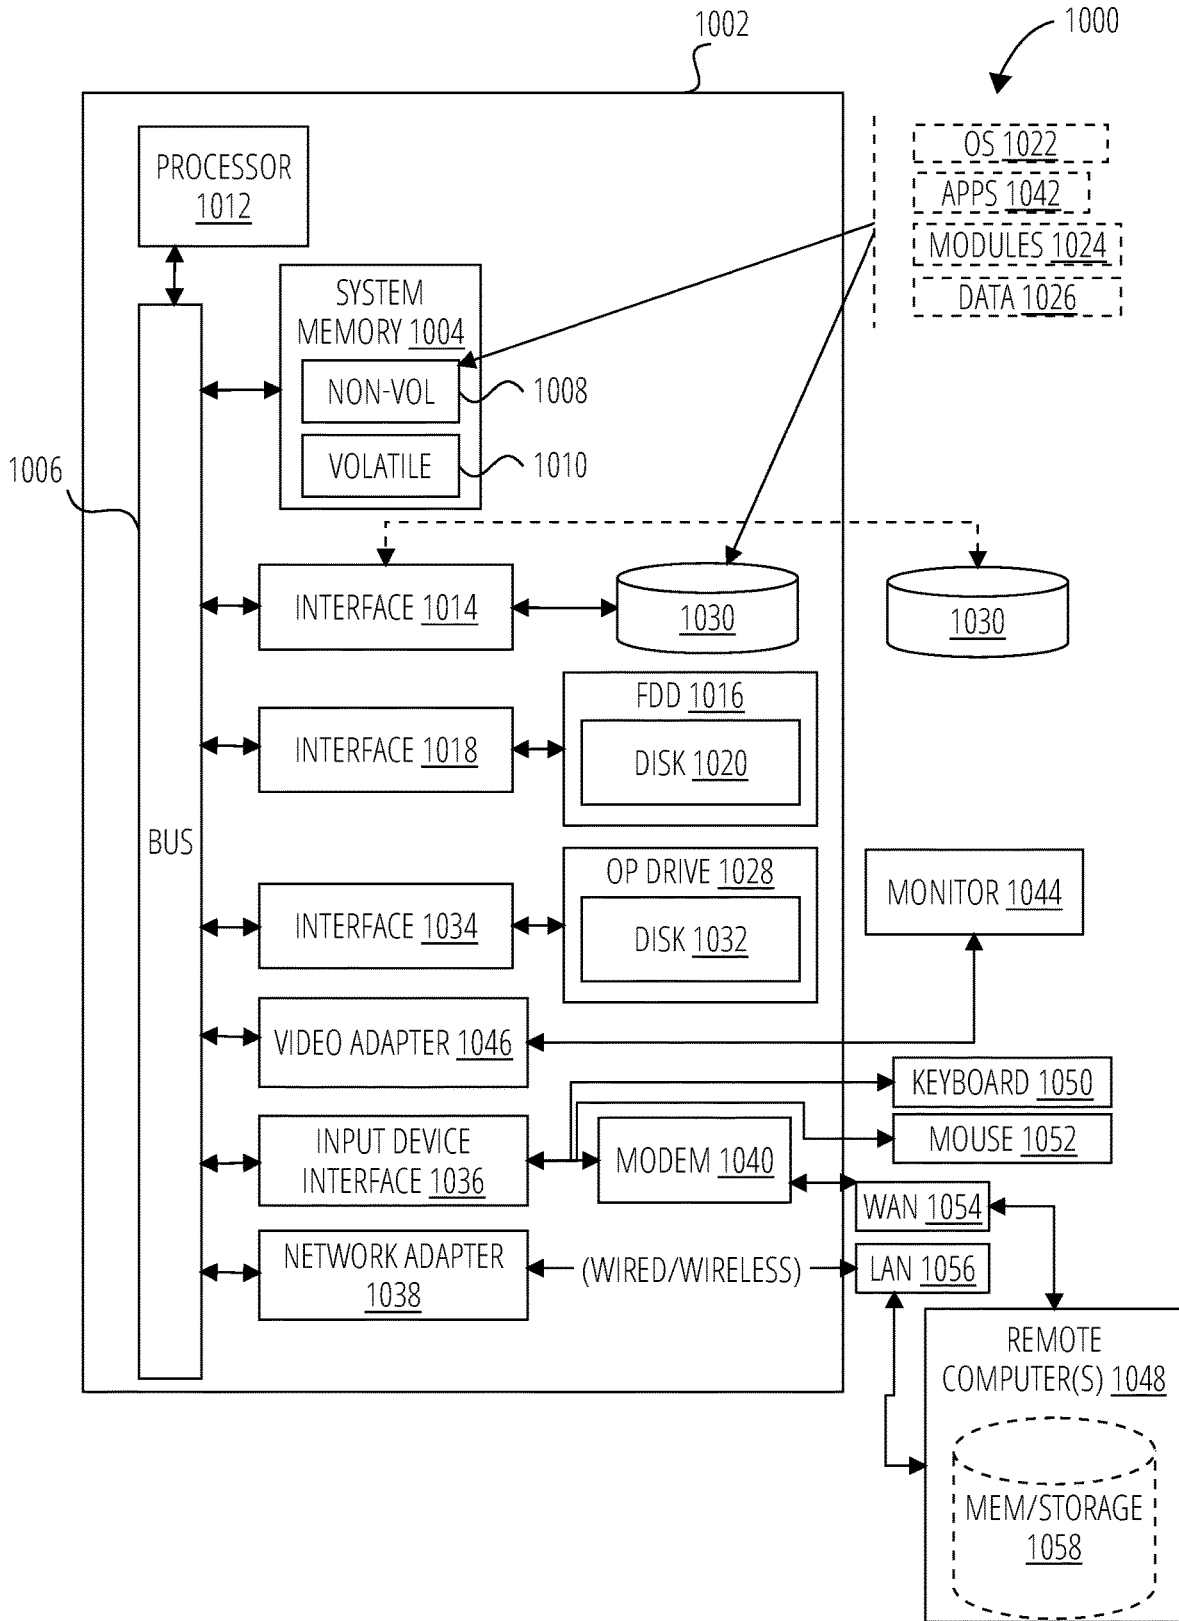 1002
1000
PROCESSOR
1012
OS 1022
APPS 1042
MODULES 1024
DATA 1026
SYSTEM
MEMORY 1004
NON-VOL
1008
VOLATILE
1010
1006
INTERFACE 1014
1030
1030
FDD 1016
DISK 1020
INTERFACE 1018
BUS
OP DRIVE 1028
DISK 1032
INTERFACE 1034
MONITOR 1044
VIDEO ADAPTER 1046
KEYBOARD 1050
MOUSE 1052
INPUT DEVICE
INTERFACE 1036
MODEM 1040
WAN 1054
NETWORK ADAPTER
1038
(WIRED/WIRELESS)
LAN 1056
REMOTE
COMPUTER(S) 1048
MEM/STORAGE
1058